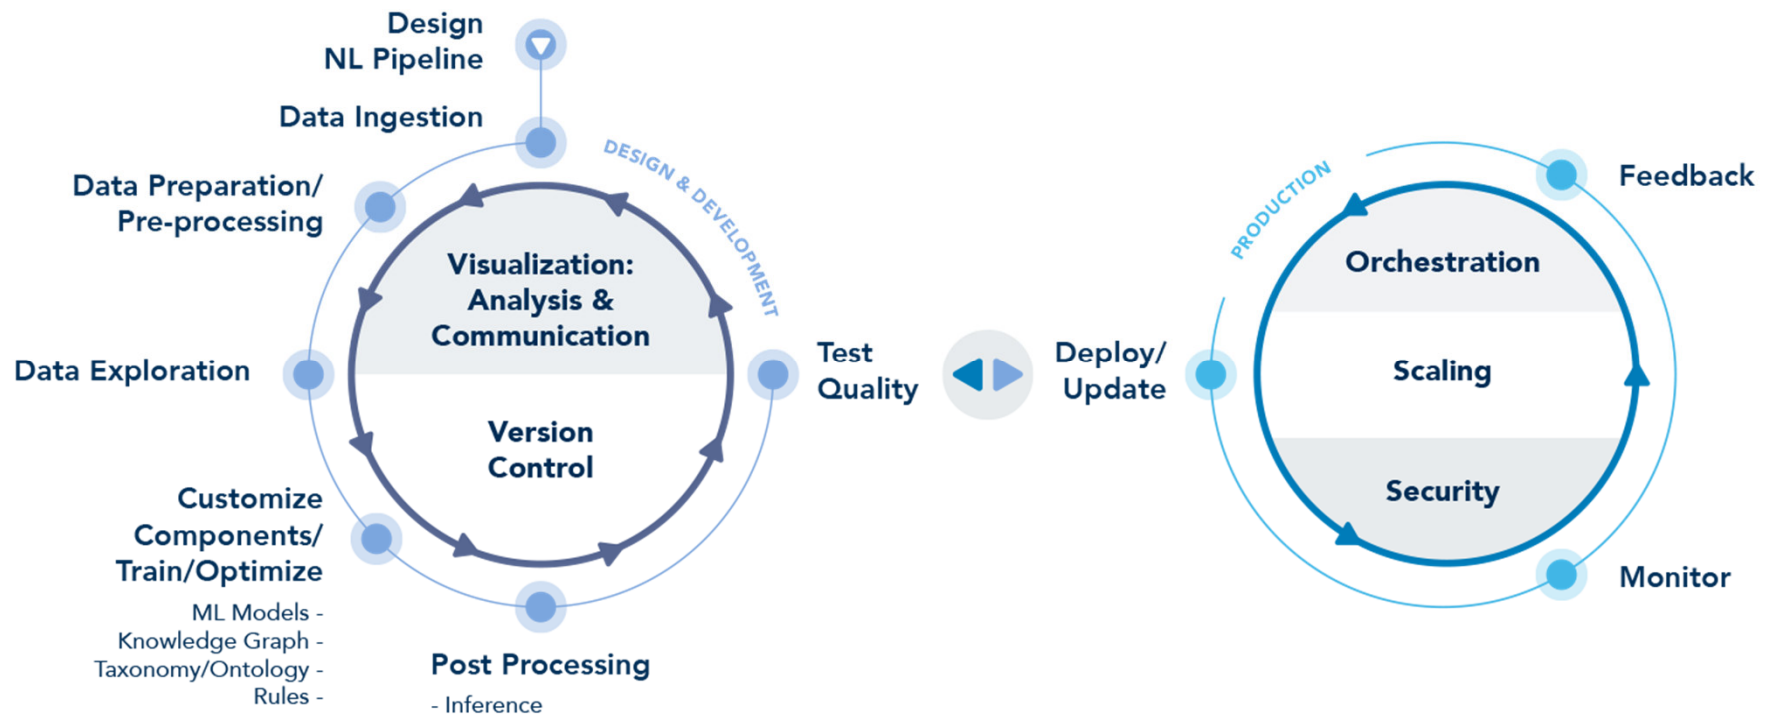 Design
NL Pipeline
Data Ingestion
Data Preparation/
Pre-processing
Data Exploration
Customize
Components/
Train/Optimize
ML Models -
Knowledge Graph -
Taxonomy/Ontology -
Rules -
Post Processing
- Inference
Test
Quality
DESIGN & DEVELOPMENT
Visualization:
Analysis &
Communication
Version
Control
Deploy/
Update
PRODUCTION
Feedback
Monitor
Orchestration
Scaling
Security